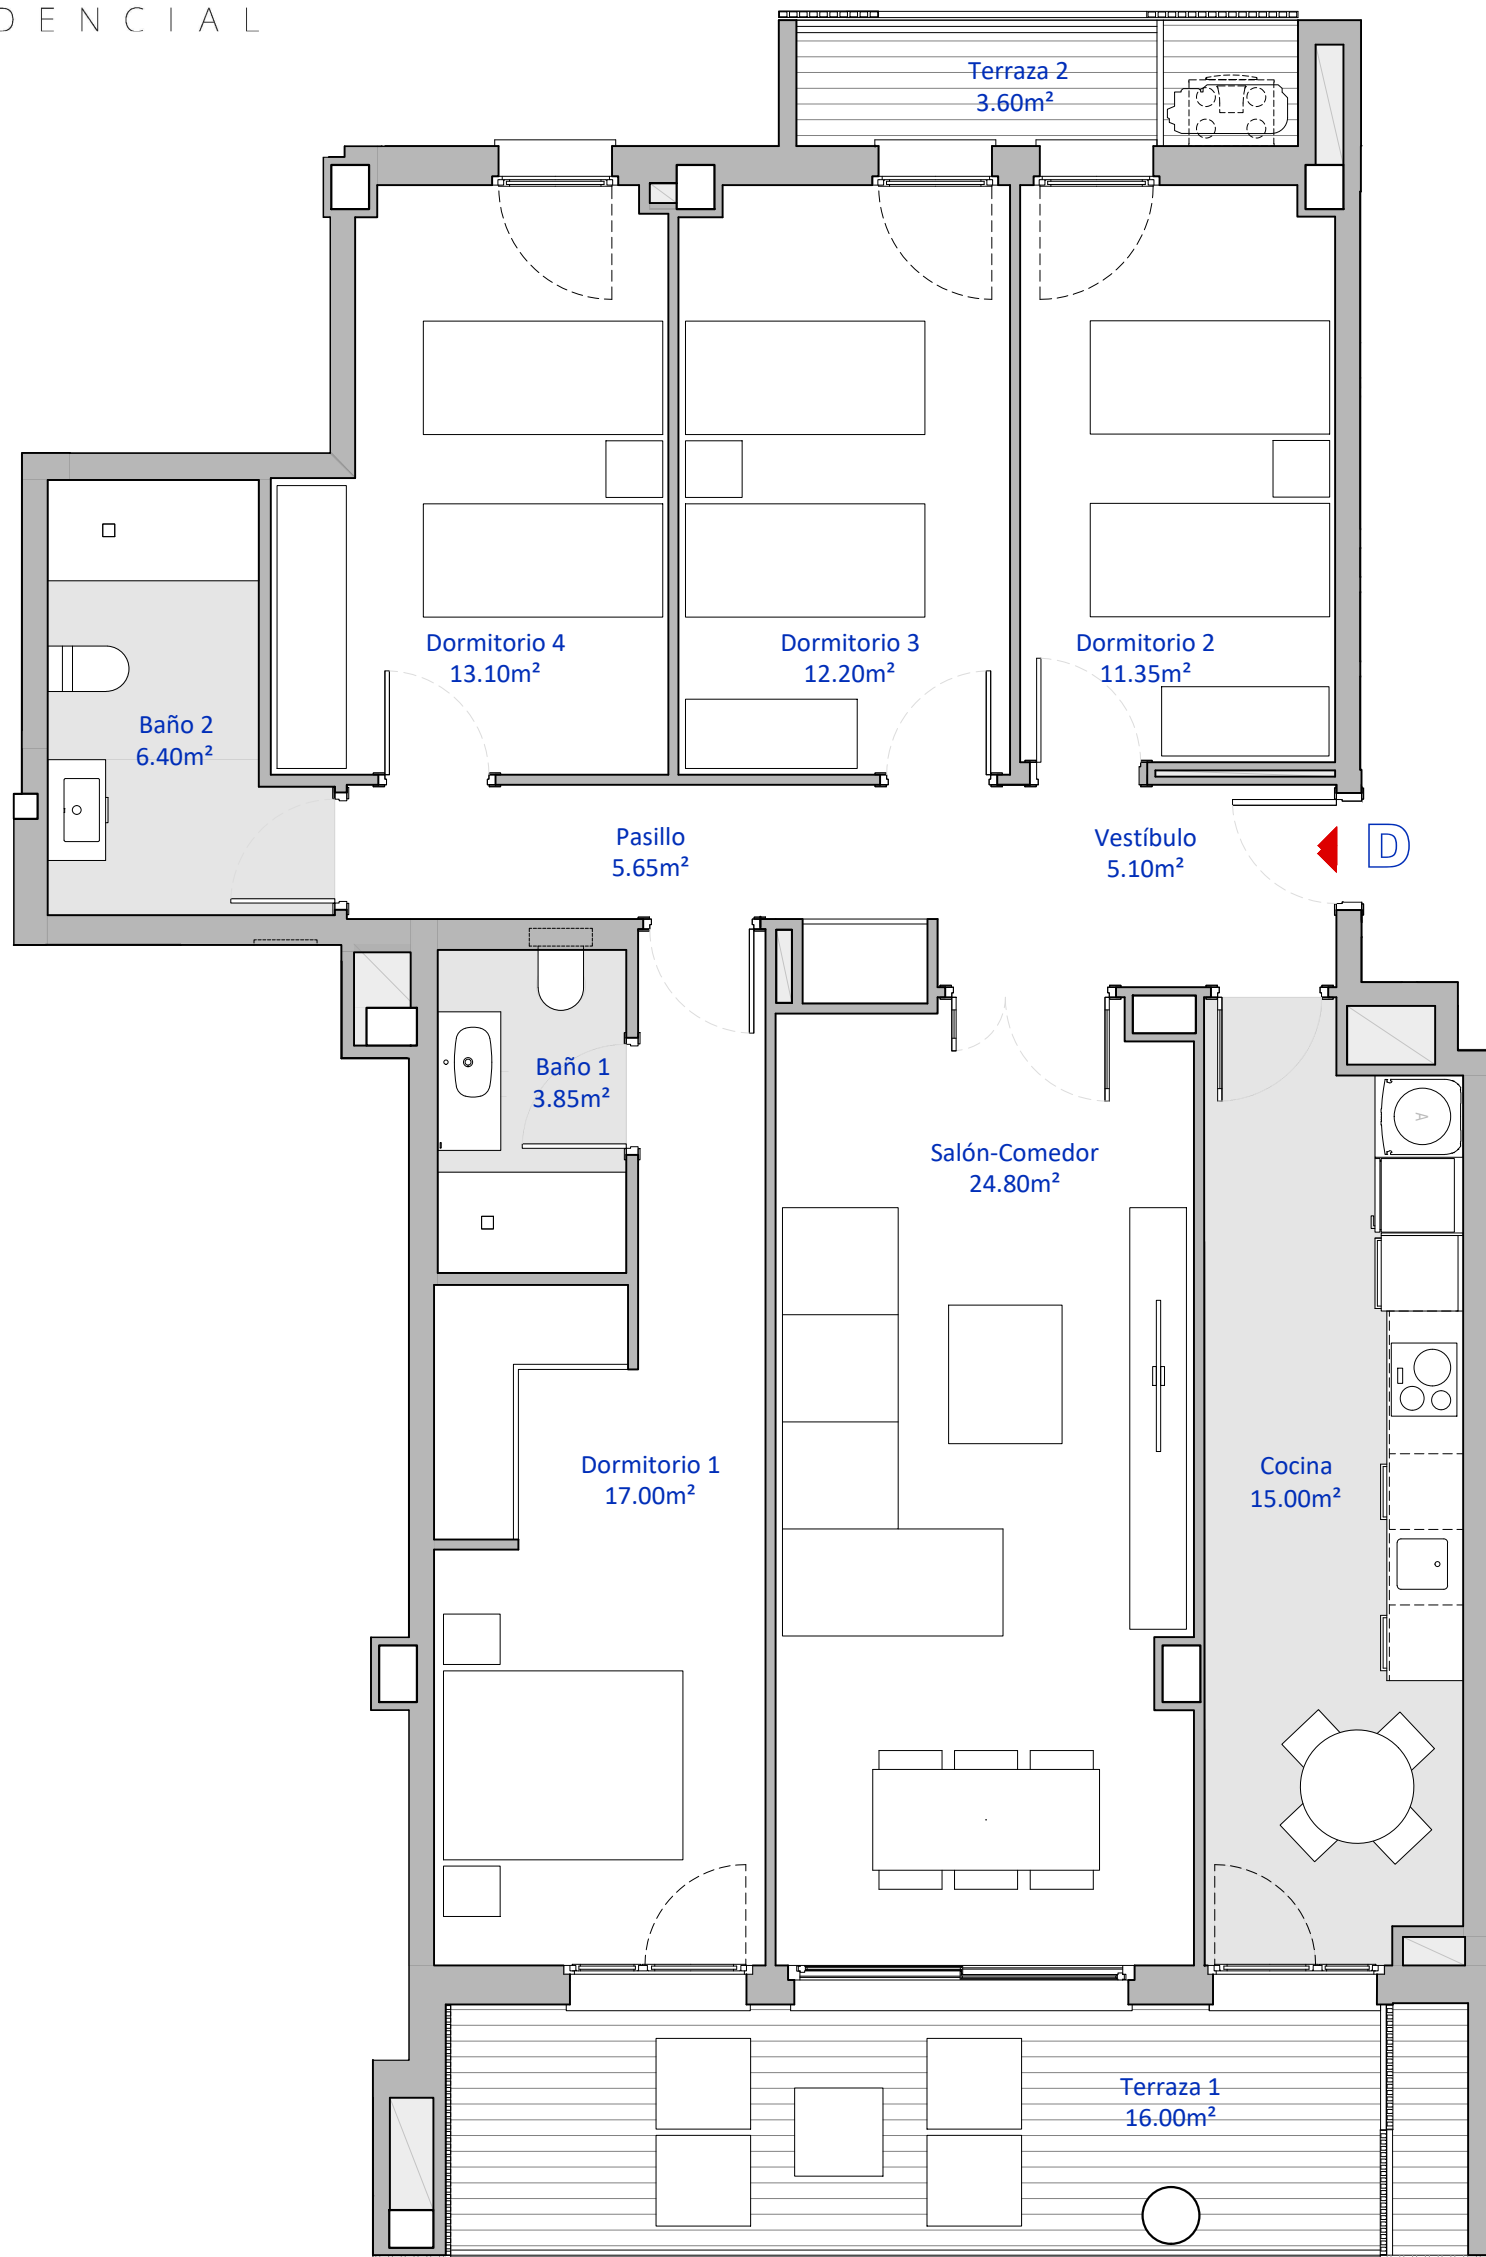 DENCIAL
Terraza 2
3.60m²
Dormitorio 4
13.10m²
Dormitorio 3
12.20m²
Dormitorio 2
11.35m²
Baño 2
6.40m²
Pasillo
5.65m²
Vestíbulo
5.10m²
D
Baño 1
3.85m²
A
Salón-Comedor
24.80m²
Dormitorio 1
17.00m²
Cocina
15.00m²
Terraza 1
16.00m²